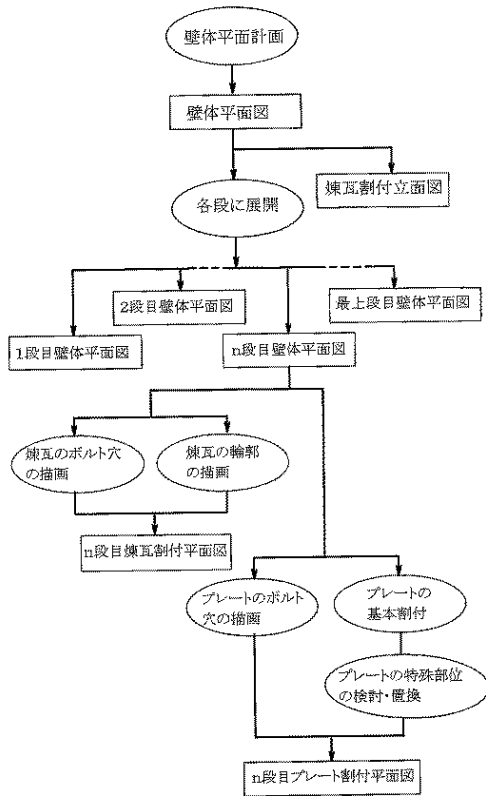 壁体平面計画
壁体平面図
煉瓦割付立面図
各段に展開
2段目壁体平面図
最上段目壁体平面図
1段目壁体平面図
n段目壁体平面図
煉瓦のボルト穴
の描画
煉瓦の輪郭
の描画
n段目煉瓦割付平面図
プレートのボルト
穴の描画
プレートの
基本割付
プレートの特殊部位
の検討・置換
n段目プレート割付平面図